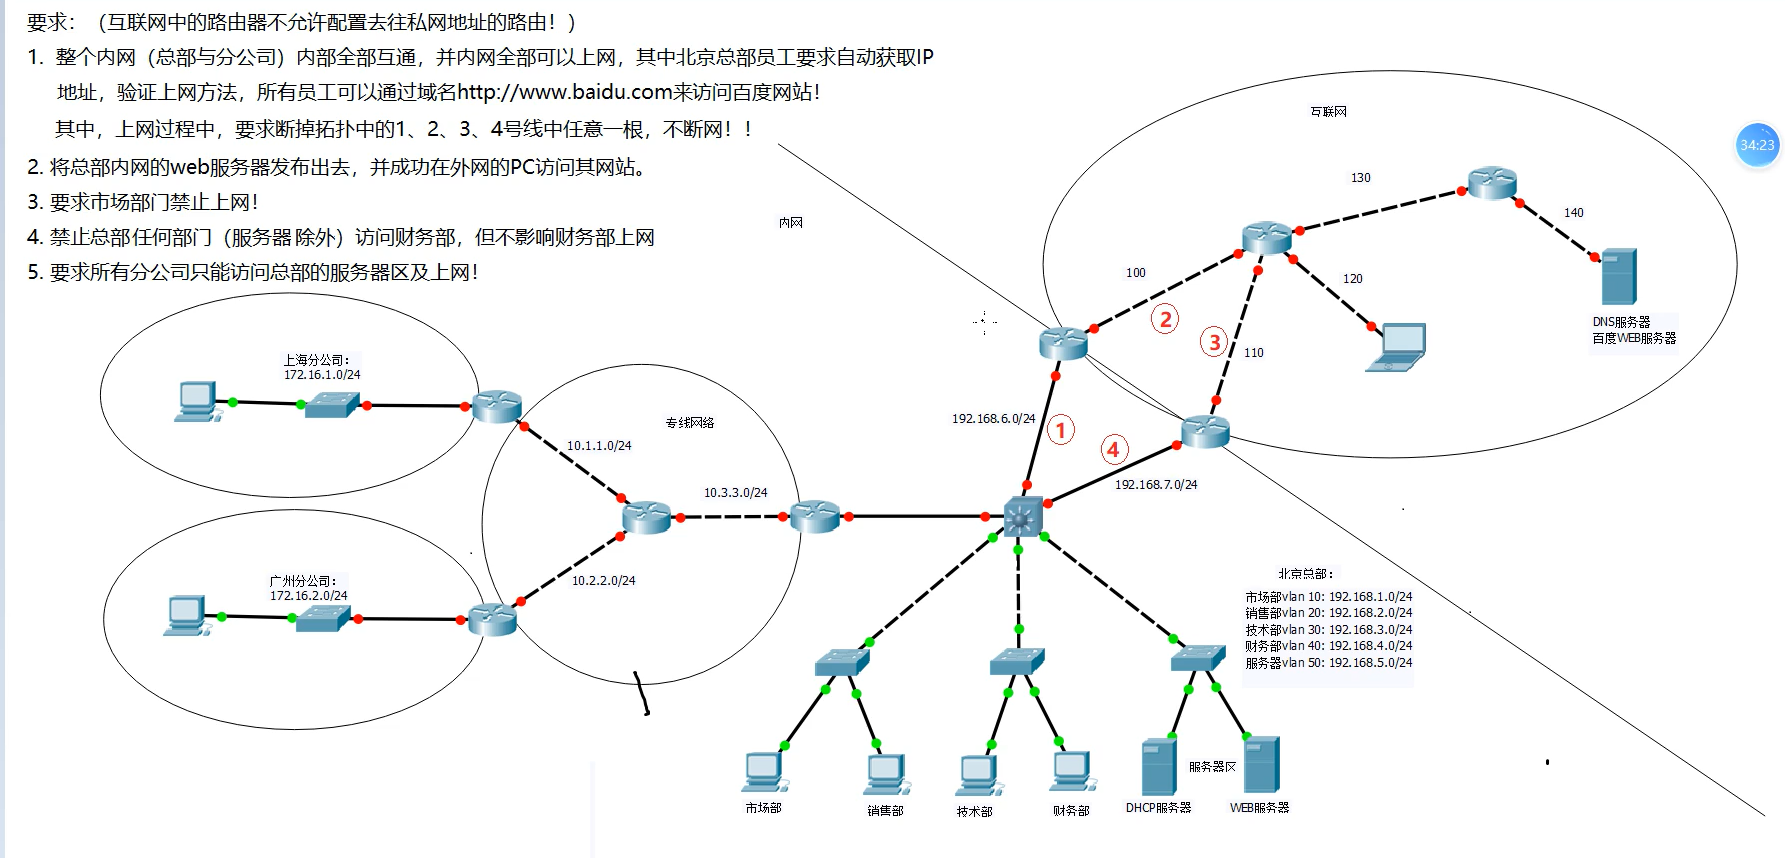 要求：（互联网中的路由器不允许配置去往私网地址的路由！）
1. 整个内网（总部与分公司）内部全部互通，并内网全部可以上网，其中北京总部员工要求自动获取IP
地址，验证上网方法，所有员工可以通过域名http://www.baidu.com来访问百度网站！
其中，上网过程中，要求断掉拓扑中的1、2、3、4号线中任意一根，不断网！！
2. 将总部内网的web服务器发布出去，并成功在外网的PC访问其网站。
3. 要求市场部门禁止上网！
4. 禁止总部任何部门（服务器除外）访问财务部，但不影响财务部上网
5. 要求所有分公司只能访问总部的服务器区及上网！
34:23
互联网
内网
130
140
100
120
②
③
110
DNS服务器
百度WEB服务器
上海分公司：
172.16.1.0/24
专线网络
192.168.6.0/24
①
④
10.1.1.0/24
192.168.7.0/24
10.3.3.0/24
10.2.2.0/24
广州分公司：
172.16.2.0/24
北京总部：
市场部vlan 10: 192.168.1.0/24
销售部vlan 20: 192.168.2.0/24
技术部vlan 30: 192.168.3.0/24
财务部vlan 40: 192.168.4.0/24
服务器vlan 50: 192.168.5.0/24
服务器区
市场部
销售部
技术部
财务部
DHCP服务器
WEB服务器